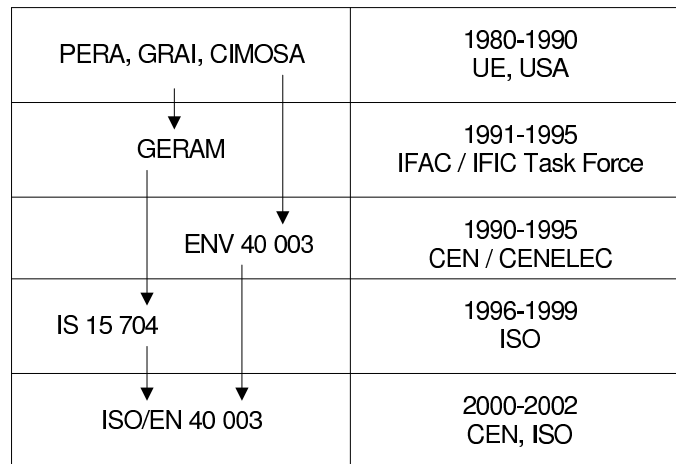 PERA, GRAI, CIMOSA
1980-1990
UE, USA
GERAM
1991-1995
IFAC / IFIC Task Force
ENV 40 003
1990-1995
CEN / CENELEC
IS 15 704
1996-1999
ISO
ISO/EN 40 003
2000-2002
CEN, ISO